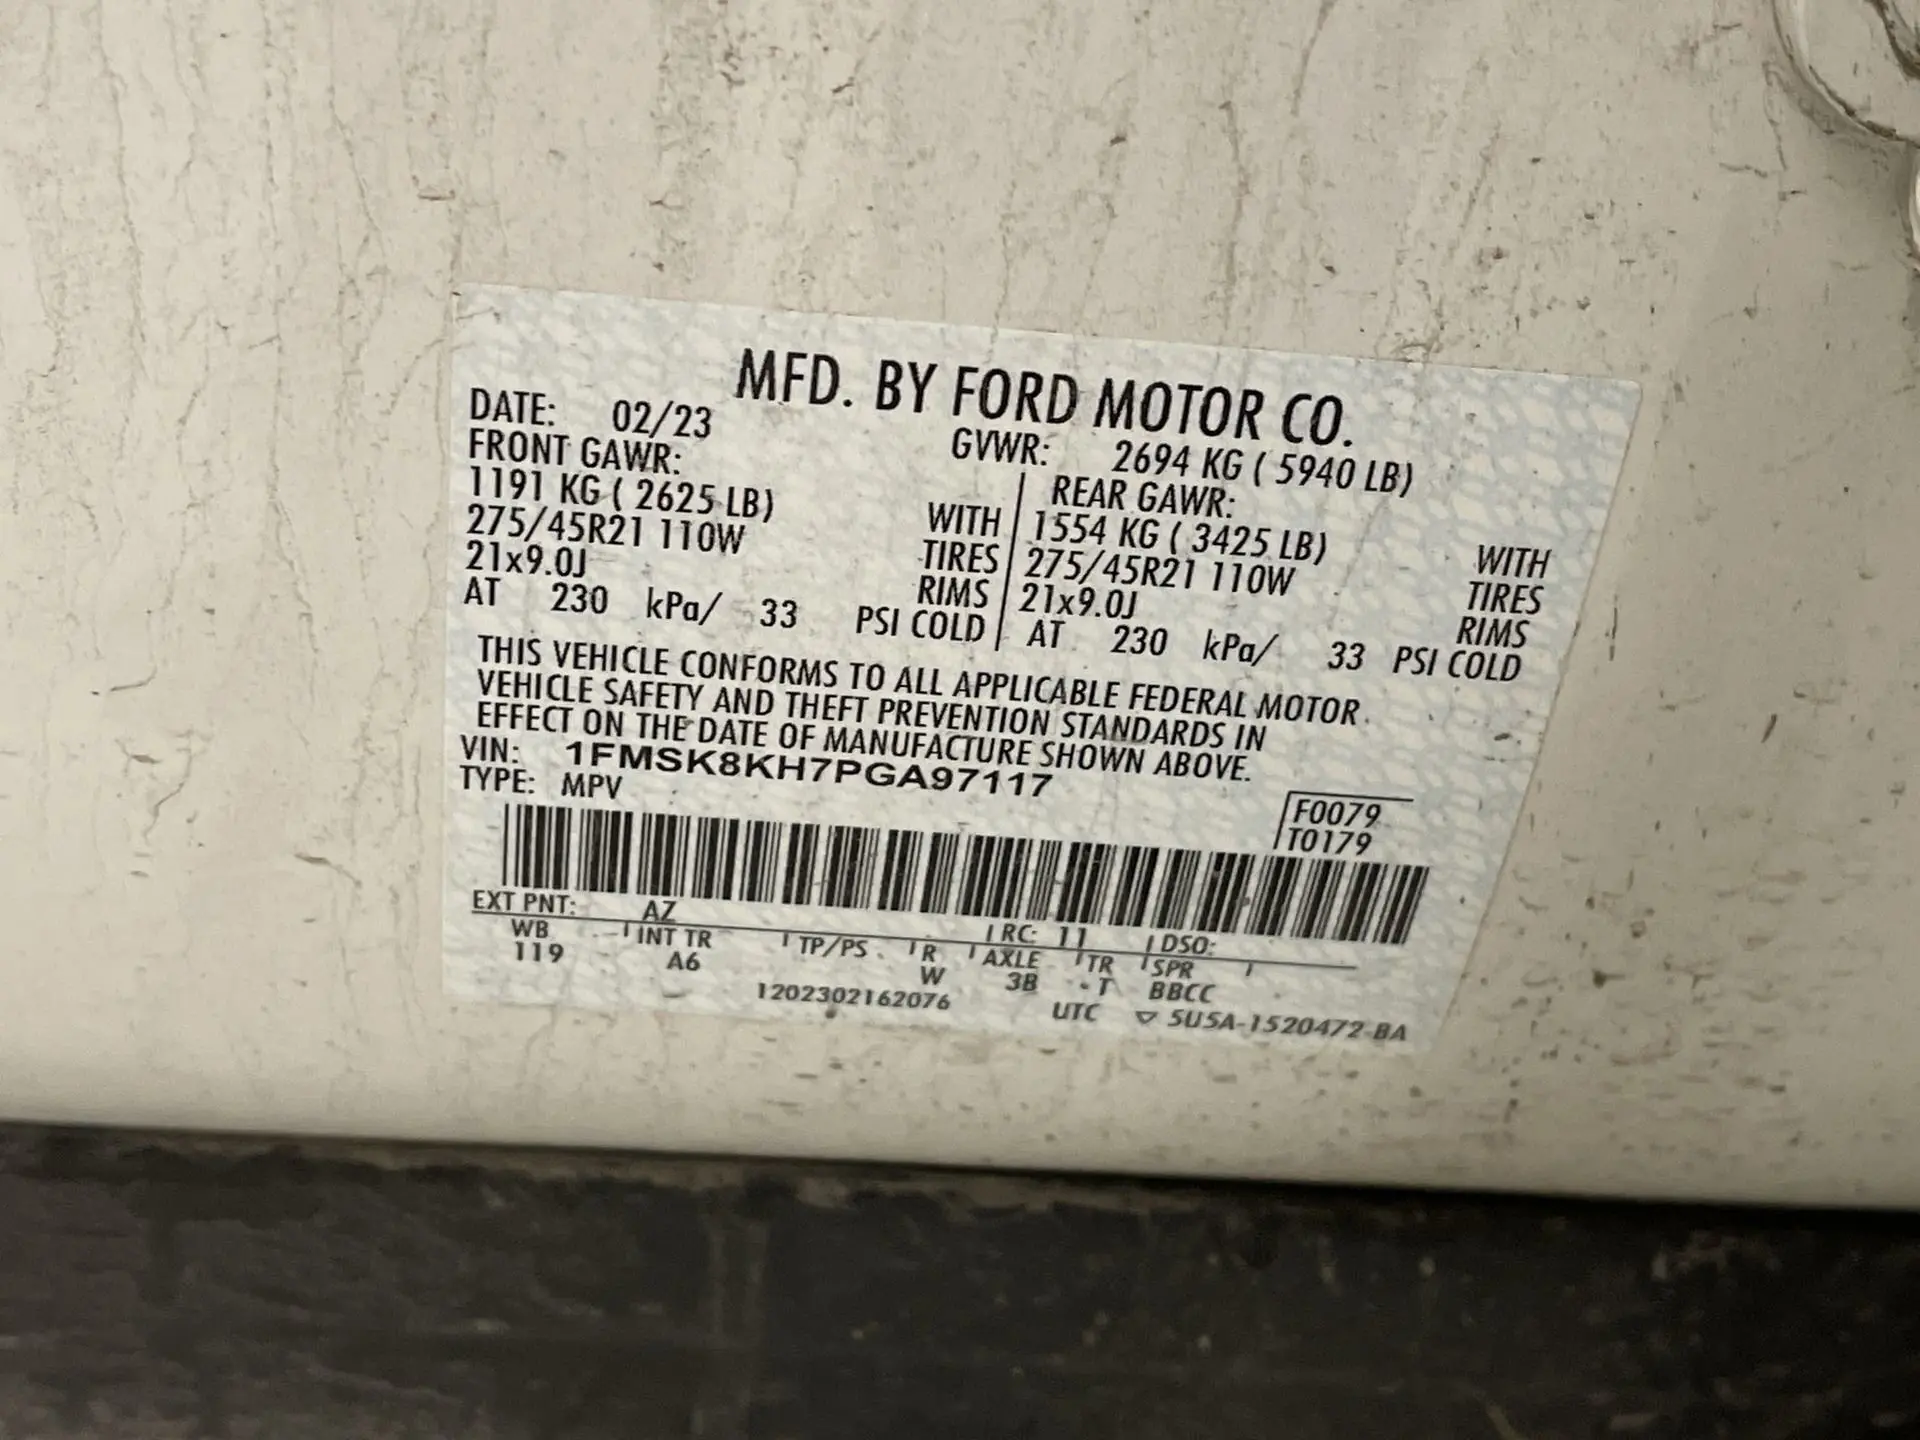 MFD. BY FORD MOTOR CO.
DATE: 02/23 GVWR: 2694 KG ( 5940 LB)
FRONT GAWR: REAR GAWR:
1191 KG ( 2625 LB) WITH 1554 KG ( 3425 LB) WITH
275/45R21 110W TIRES 275/45R21 110W TIRES
21x9.0J RIMS 21x9.0J RIMS
AT 230 kPa/ 33 PSI COLD AT 230 kPa/ 33 PSI COLD
THIS VEHICLE CONFORMS TO ALL APPLICABLE FEDERAL MOTOR
VEHICLE SAFETY AND THEFT PREVENTION STANDARDS IN
EFFECT ON THE DATE OF MANUFACTURE SHOWN ABOVE.
VIN: 1FMSK8KH7PGA97117
TYPE: MPV
F0079
T0179
EXT PNT: AZ RC: 11 DSO:
WB INT TR TP/PS R AXLE TR SPR
119 A6 W 3B T BBCC
1202302162076 UTC ▽ 5U5A-1520472-BA